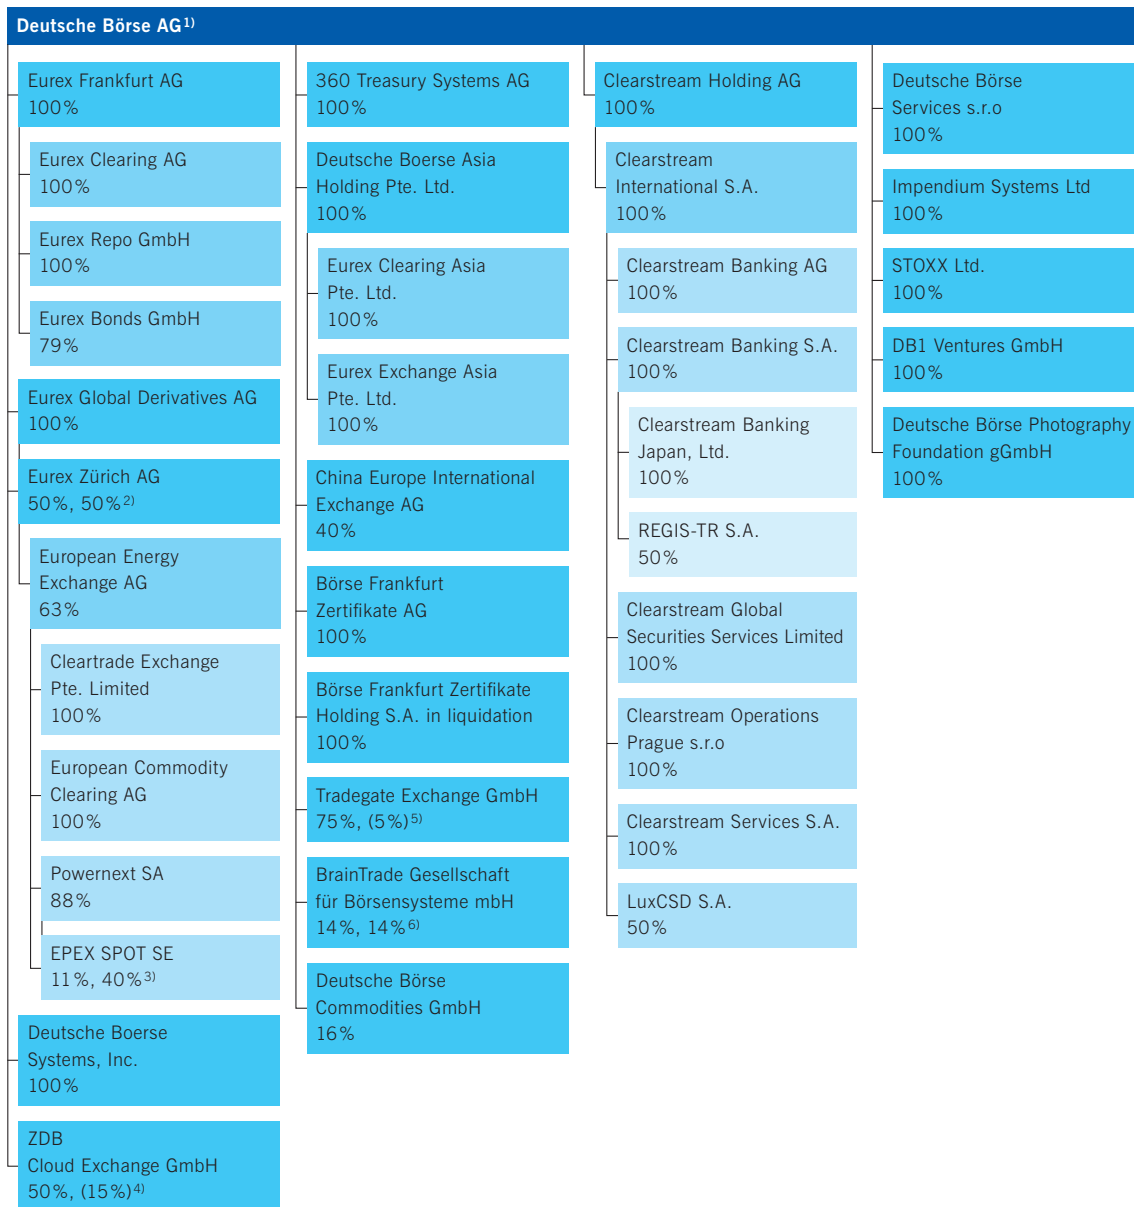 Deutsche Börse AG1)
Eurex Frankfurt AG
100%
Eurex Clearing AG
100%
Eurex Repo GmbH
100%
Eurex Bonds GmbH
79%
Eurex Global Derivatives AG
100%
Eurex Zürich AG
50%, 50%2)
European Energy
Exchange AG
63%
Cleartrade Exchange
Pte. Limited
100%
European Commodity
Clearing AG
100%
Powernext SA
88%
EPEX SPOT SE
11%, 40%3)
Deutsche Boerse
Systems, Inc.
100%
ZDB
Cloud Exchange GmbH
50%, (15%)4)
360 Treasury Systems AG
100%
Deutsche Boerse Asia
Holding Pte. Ltd.
100%
Eurex Clearing Asia
Pte. Ltd.
100%
Eurex Exchange Asia
Pte. Ltd.
100%
China Europe International
Exchange AG
40%
Börse Frankfurt
Zertifikate AG
100%
Börse Frankfurt Zertifikate
Holding S.A. in liquidation
100%
Tradegate Exchange GmbH
75%, (5%)5)
BrainTrade Gesellschaft
für Börsensysteme mbH
14%, 14%6)
Deutsche Börse
Commodities GmbH
16%
Clearstream Holding AG
100%
Clearstream
International S.A.
100%
Clearstream Banking AG
100%
Clearstream Banking S.A.
100%
Clearstream Banking
Japan, Ltd.
100%
REGIS-TR S.A.
50%
Clearstream Global
Securities Services Limited
100%
Clearstream Operations
Prague s.r.o
100%
Clearstream Services S.A.
100%
LuxCSD S.A.
50%
Deutsche Börse
Services s.r.o
100%
Impendium Systems Ltd
100%
STOXX Ltd.
100%
DB1 Ventures GmbH
100%
Deutsche Börse Photography
Foundation gGmbH
100%